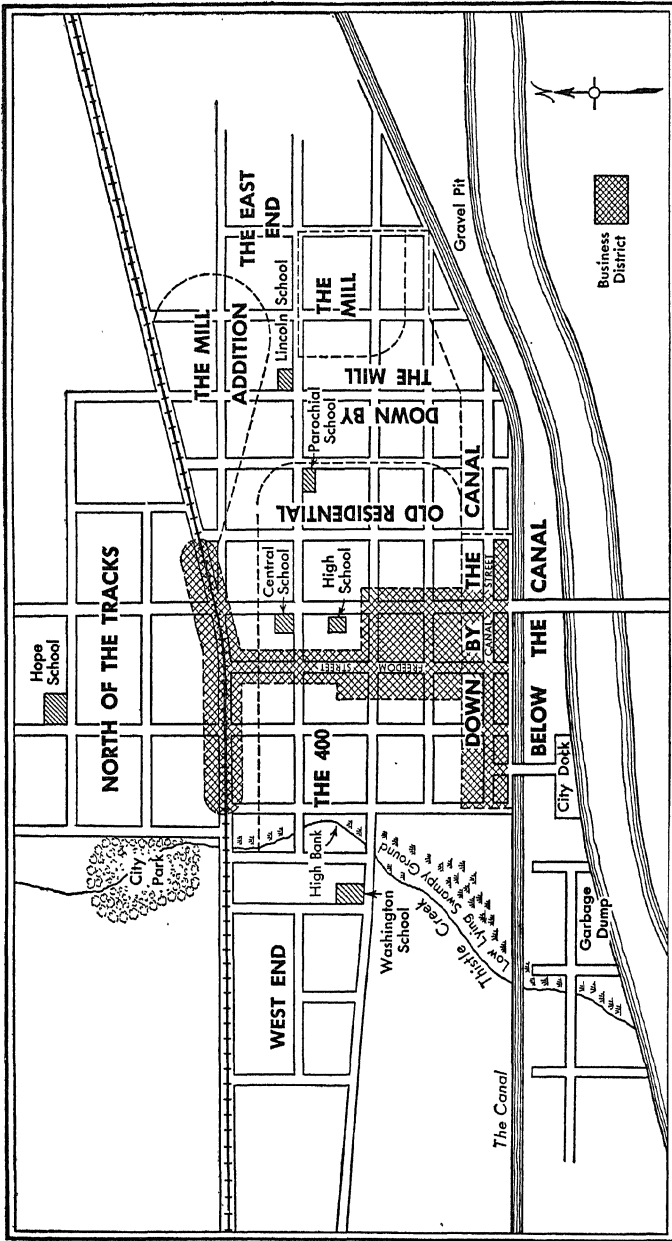 Hope
School
NORTH OF THE TRACKS
City
Park
THE MILL
ADDITION
THE EAST
END
Lincoln School
Central
School
Parochial
School
THE
MILL
WEST END
High Bank
THE 400
STREET
FREEDOM
High
School
OLD RESIDENTIAL
DOWN BY
THE MILL
Washington
School
Thistle Creek
Low Lying Swampy Ground
DOWN BY THE CANAL
CANAL STREET
Gravel Pit
The Canal
BELOW THE CANAL
City Dock
Garbage
Dump
N
Business
District